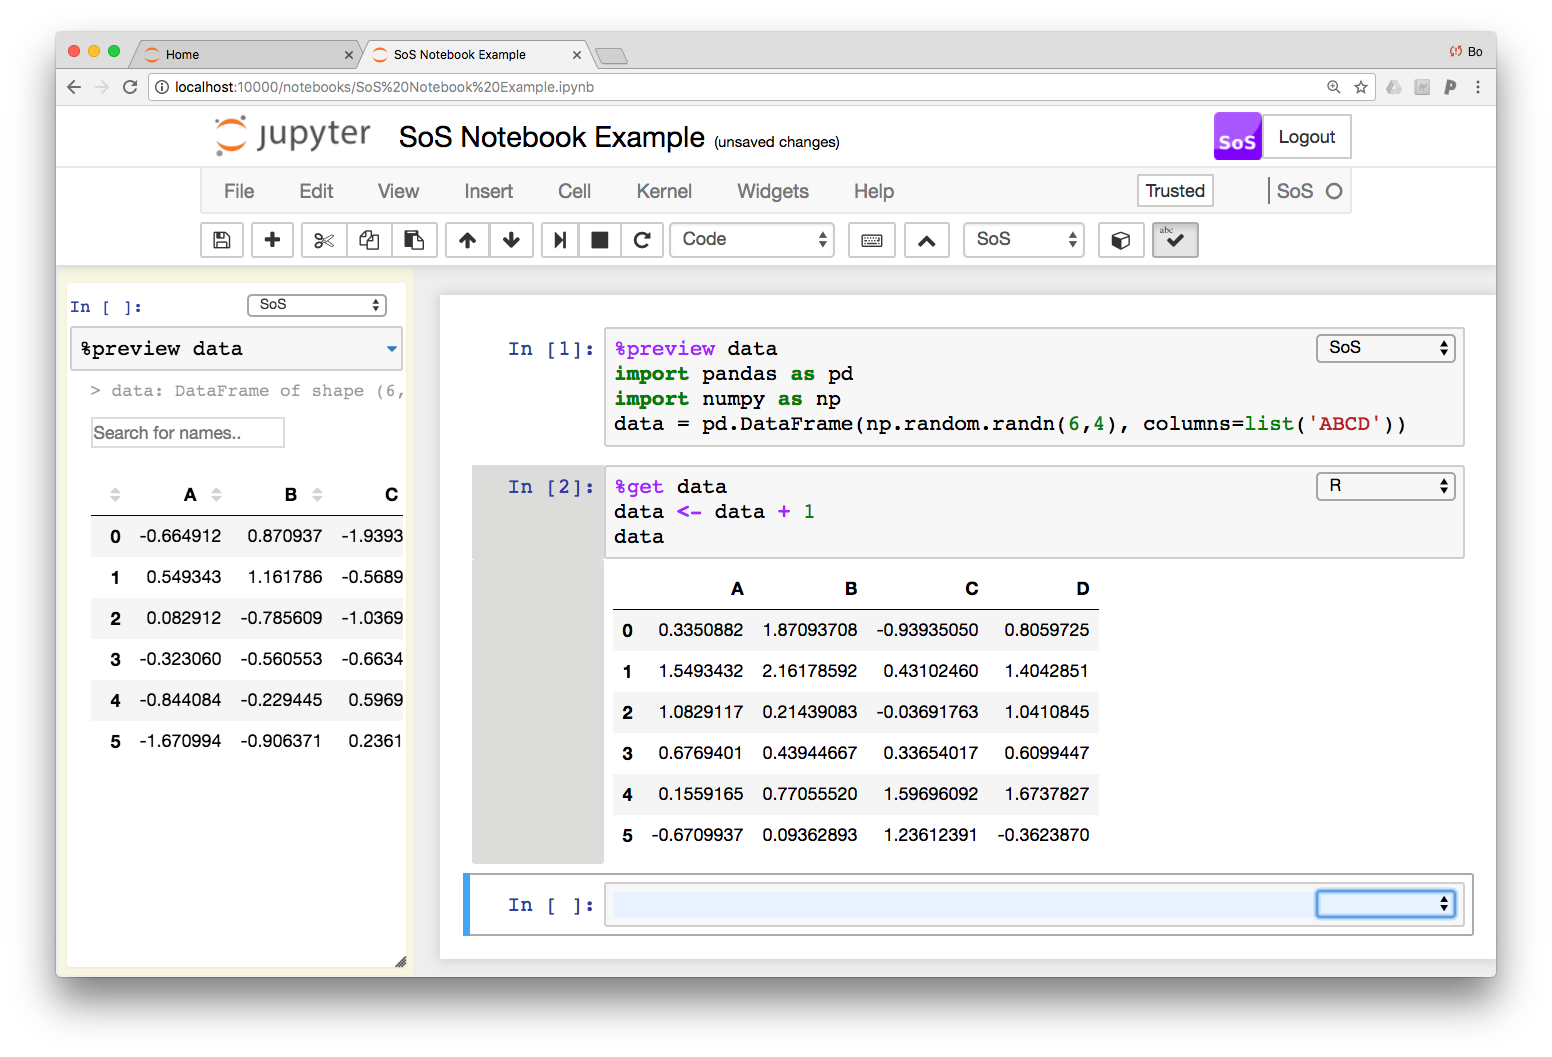 Home
SoS Notebook Example
Bo
localhost:10000/notebooks/SoS%20Notebook%20Example.ipynb
jupyter SoS Notebook Example (unsaved changes)
SoS
Logout
File Edit View Insert Cell Kernel Widgets Help Trusted SoS
Code SoS abc
In [ ]: SoS
%preview data
> data: DataFrame of shape (6,
Search for names..
A B C
0 -0.664912 0.870937 -1.9393
1 0.549343 1.161786 -0.5689
2 0.082912 -0.785609 -1.0369
3 -0.323060 -0.560553 -0.6634
4 -0.844084 -0.229445 0.5969
5 -1.670994 -0.906371 0.2361
In [1]: %preview data SoS
import pandas as pd
import numpy as np
data = pd.DataFrame(np.random.randn(6,4), columns=list('ABCD'))
In [2]: %get data R
data <- data + 1
data
A B C D
0 0.3350882 1.87093708 -0.93935050 0.8059725
1 1.5493432 2.16178592 0.43102460 1.4042851
2 1.0829117 0.21439083 -0.03691763 1.0410845
3 0.6769401 0.43944667 0.33654017 0.6099447
4 0.1559165 0.77055520 1.59696092 1.6737827
5 -0.6709937 0.09362893 1.23612391 -0.3623870
In [ ]: